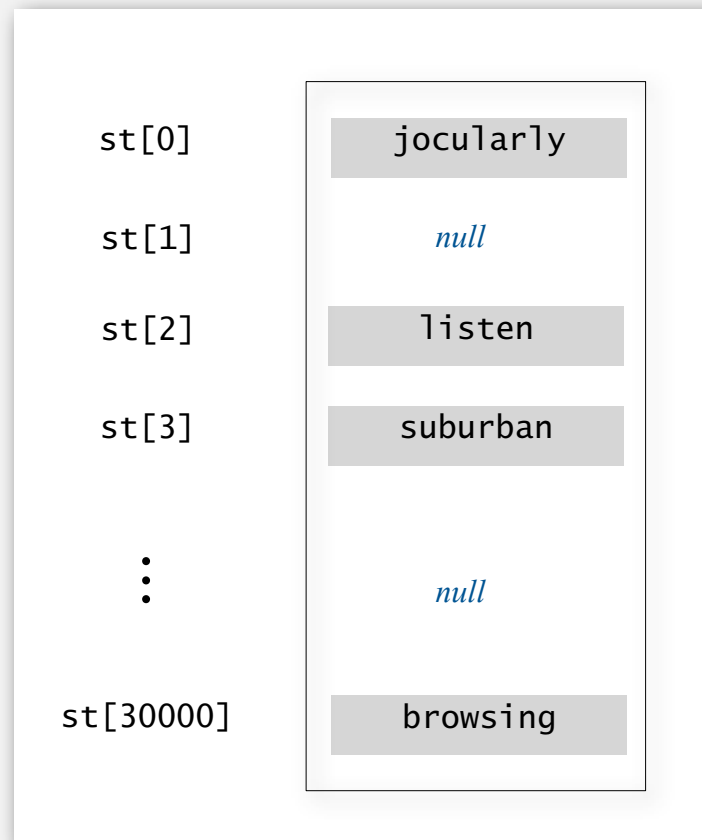 st[0] jocularly
st[1] null
st[2] listen
st[3] suburban
⋮ null
st[30000] browsing